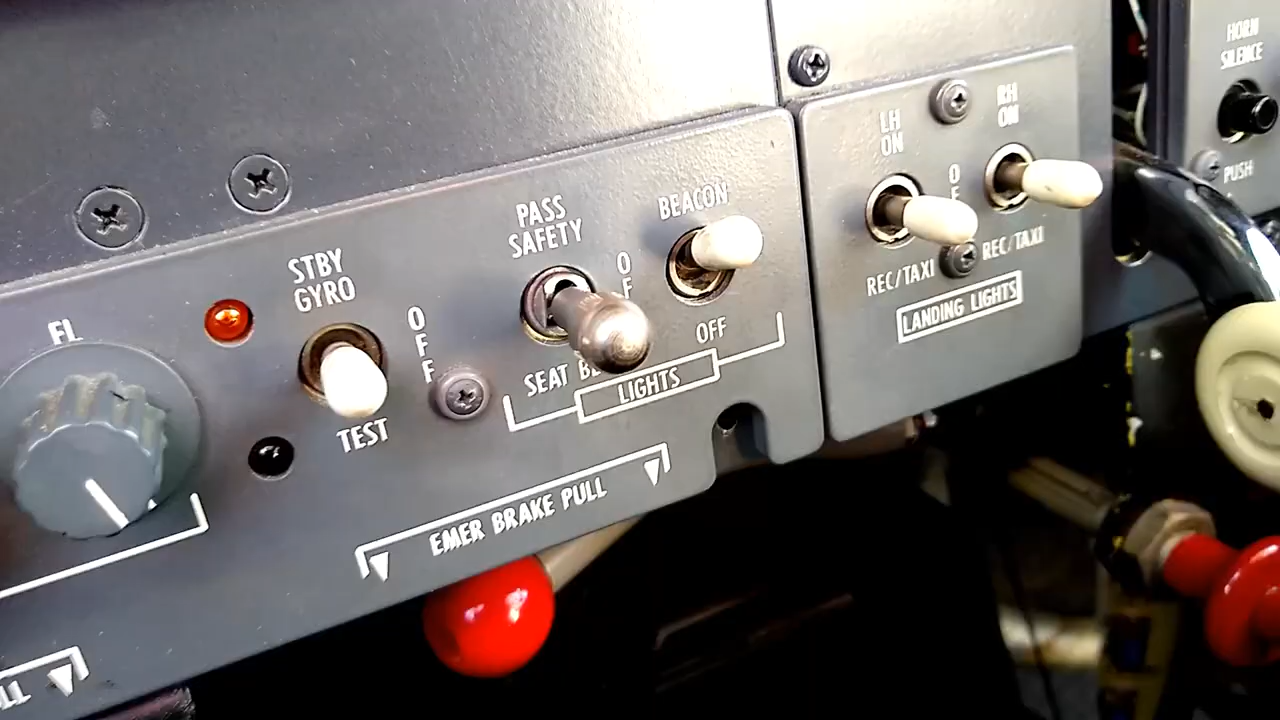 FL
STBY
GYRO
OFF
TEST
PASS
SAFETY
OF
SEAT
BEACON
OFF
LIGHTS
EMER BRAKE PULL
LH
ON
RH
ON
REC/TAXI
REC/TAXI
LANDING LIGHTS
HORN
SILENCE
PUSH